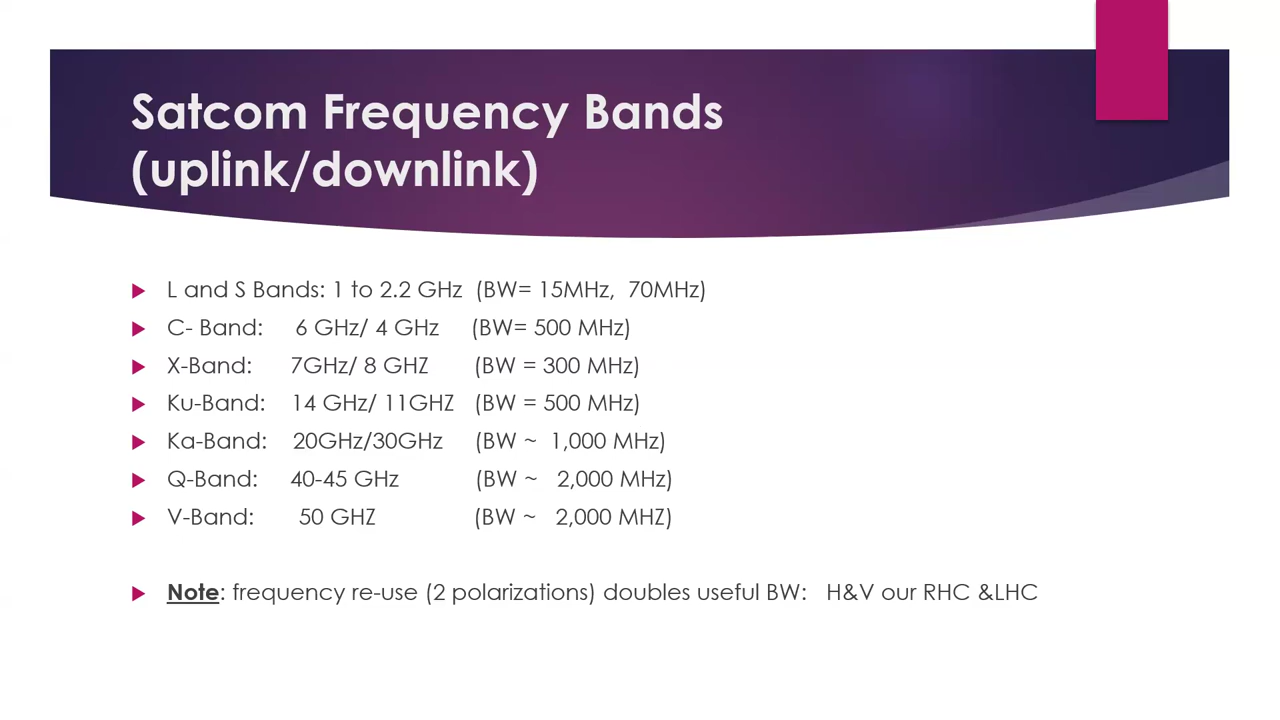 Satcom Frequency Bands
(uplink/downlink)
L and S Bands: 1 to 2.2 GHz (BW= 15MHz, 70MHz)
C- Band: 6 GHz/ 4 GHz (BW= 500 MHz)
X-Band: 7GHz/ 8 GHZ (BW = 300 MHz)
Ku-Band: 14 GHz/ 11GHZ (BW = 500 MHz)
Ka-Band: 20GHz/30GHz (BW ~ 1,000 MHz)
Q-Band: 40-45 GHz (BW ~ 2,000 MHz)
V-Band: 50 GHZ (BW ~ 2,000 MHZ)
Note: frequency re-use (2 polarizations) doubles useful BW: H&V our RHC &LHC